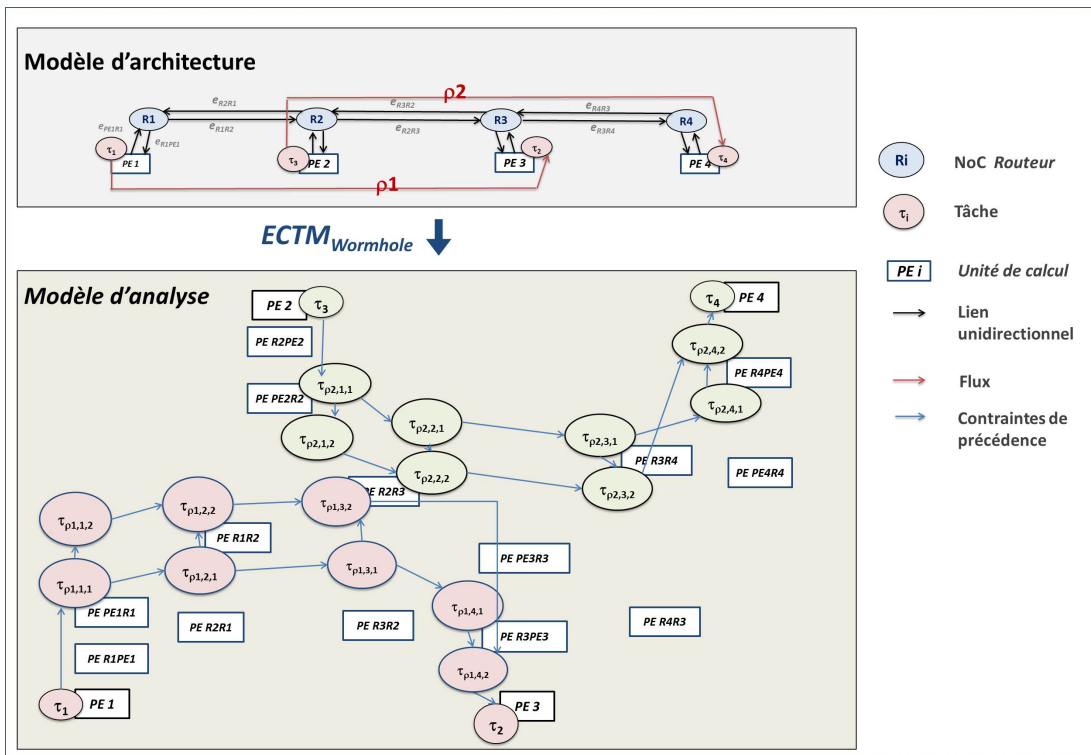 Modèle d'architecture
ρ2
e_R2R1
e_R3R2
e_R4R3
R1
R2
R3
R4
e_PE1R1
e_R1R2
e_R2R3
e_R3R4
e_R1PE1
τ1
PE 1
τ3
PE 2
PE 3
τ2
PE 4
τ4
ρ1
ECTM_Wormhole
Ri
NoC Routeur
τi
Tâche
PE i
Unité de calcul
Lien
unidirectionnel
Flux
Contraintes de
précédence
Modèle d'analyse
PE 2
τ3
τ4
PE 4
PE R2PE2
τρ2,4,2
PE R4PE4
τρ2,1,1
PE PE2R2
τρ2,4,1
τρ2,2,1
τρ2,1,2
τρ2,3,1
PE R3R4
τρ2,2,2
PE PE4R4
τρ2,3,2
PE R2R3
τρ1,1,2
τρ1,2,2
τρ1,3,2
PE R1R2
PE PE3R3
τρ1,1,1
τρ1,2,1
τρ1,3,1
τρ1,4,1
PE PE1R1
PE R2R1
PE R3R2
PE R4R3
PE R3PE3
PE R1PE1
τρ1,4,2
τ1
PE 1
PE 3
τ2